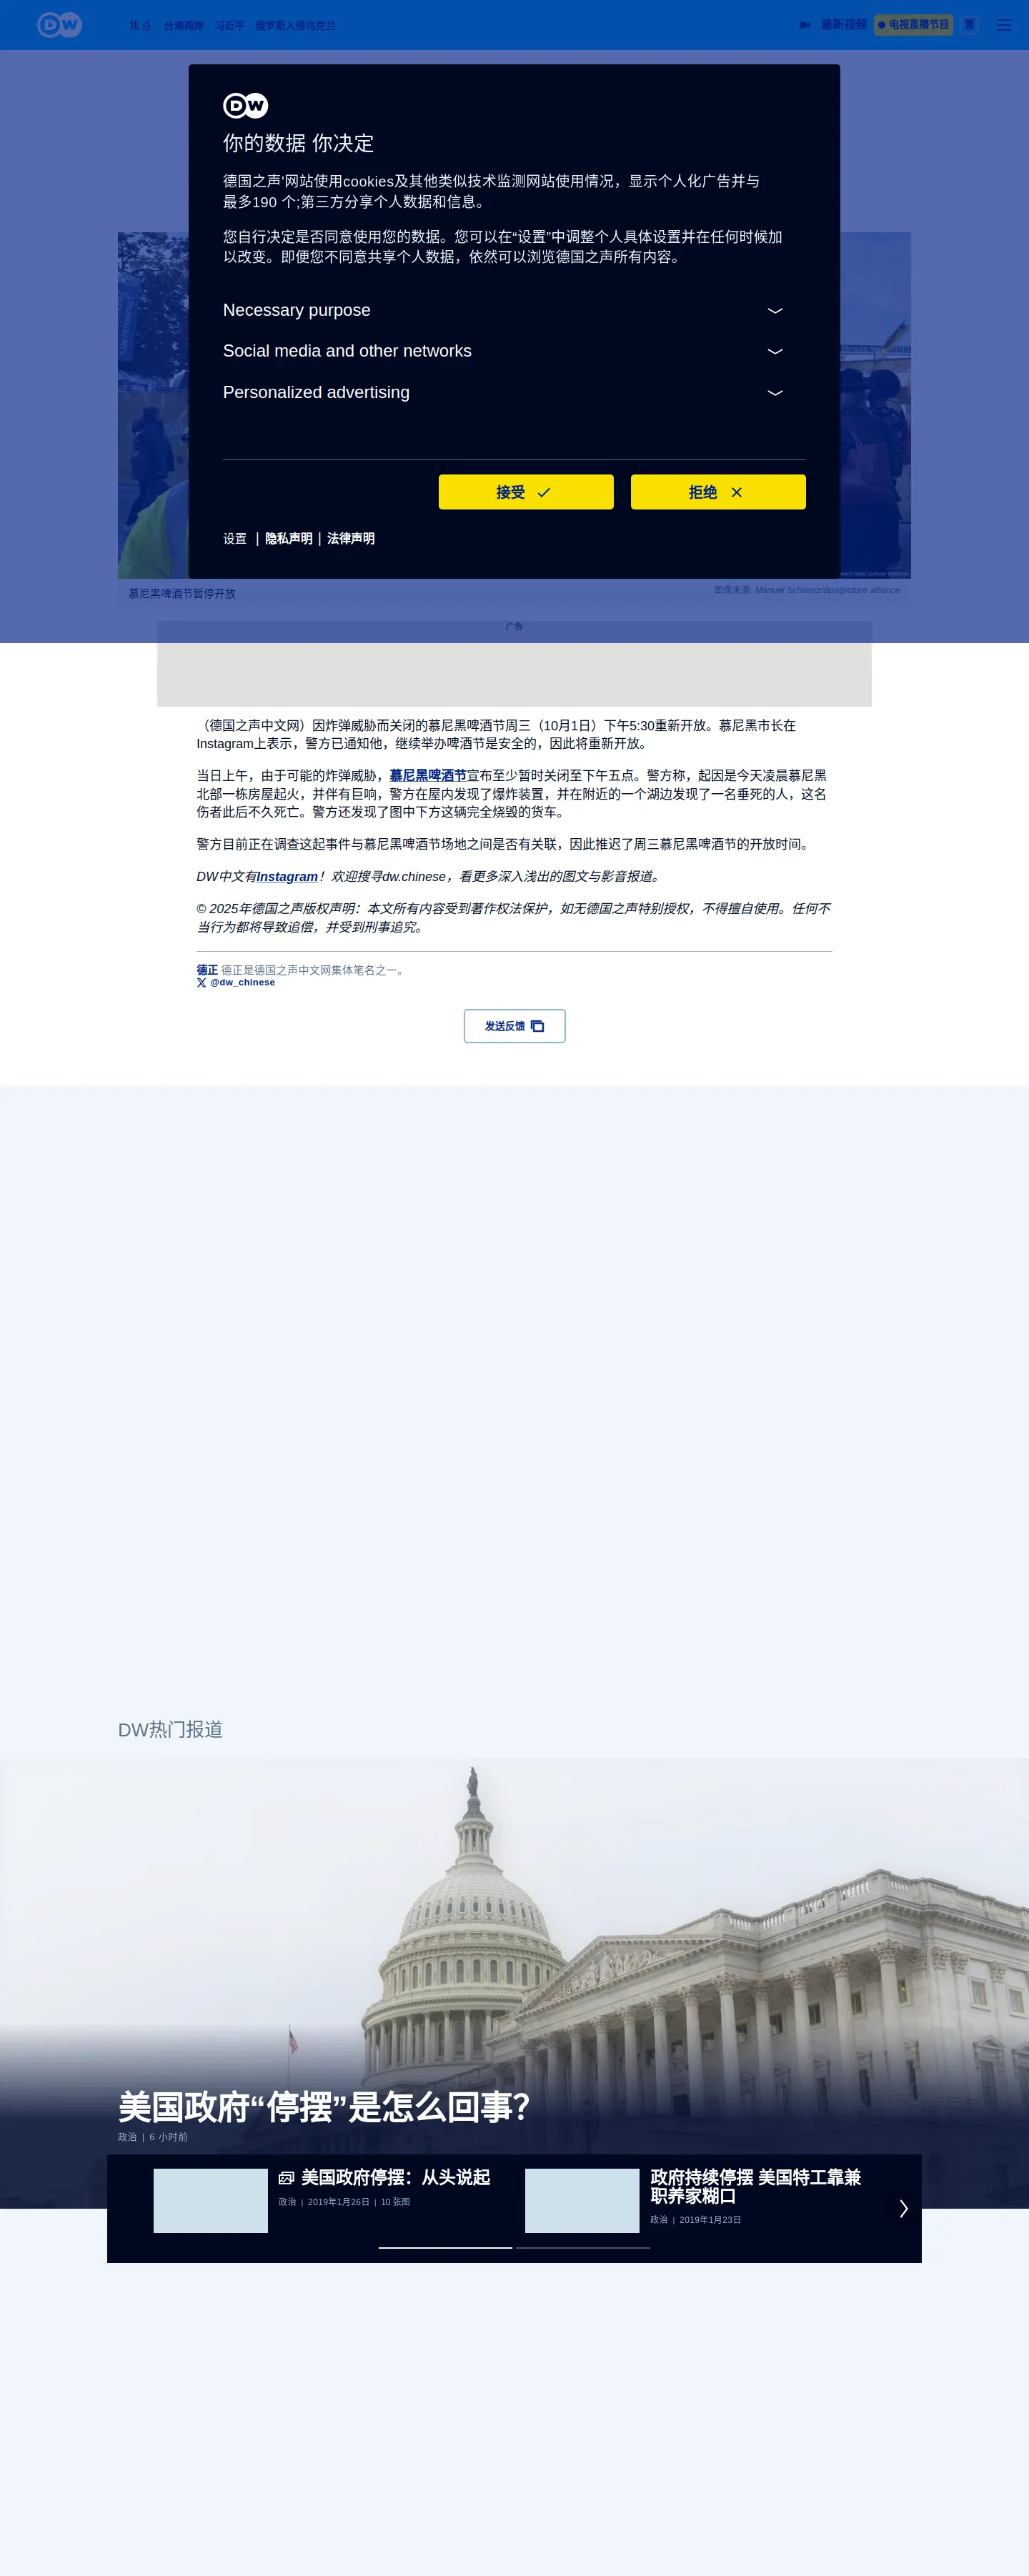 DW
焦点 台海两岸 习近平 俄罗斯入侵乌克兰
最新视频 电视直播节目 繁
DW
你的数据 你决定
德国之声'网站使用cookies及其他类似技术监测网站使用情况，显示个人化广告并与
最多190 个;第三方分享个人数据和信息。
您自行决定是否同意使用您的数据。您可以在“设置”中调整个人具体设置并在任何时候加
以改变。即便您不同意共享个人数据，依然可以浏览德国之声所有内容。
Necessary purpose
Social media and other networks
Personalized advertising
接受
拒绝
设置 | 隐私声明 | 法律声明
慕尼黑啤酒节暂停开放
图像来源: Manuel Schwarz/dpa/picture alliance
广告
（德国之声中文网）因炸弹威胁而关闭的慕尼黑啤酒节周三（10月1日）下午5:30重新开放。慕尼黑市长在
Instagram上表示，警方已通知他，继续举办啤酒节是安全的，因此将重新开放。
当日上午，由于可能的炸弹威胁，慕尼黑啤酒节宣布至少暂时关闭至下午五点。警方称，起因是今天凌晨慕尼黑
北部一栋房屋起火，并伴有巨响，警方在屋内发现了爆炸装置，并在附近的一个湖边发现了一名垂死的人，这名
伤者此后不久死亡。警方还发现了图中下方这辆完全烧毁的货车。
警方目前正在调查这起事件与慕尼黑啤酒节场地之间是否有关联，因此推迟了周三慕尼黑啤酒节的开放时间。
DW中文有Instagram！欢迎搜寻dw.chinese，看更多深入浅出的图文与影音报道。
© 2025年德国之声版权声明：本文所有内容受到著作权法保护，如无德国之声特别授权，不得擅自使用。任何不
当行为都将导致追偿，并受到刑事追究。
德正 德正是德国之声中文网集体笔名之一。
@dw_chinese
发送反馈
DW热门报道
美国政府“停摆”是怎么回事？
政治 | 6 小时前
美国政府停摆：从头说起
政治 | 2019年1月26日 | 10 张图
政府持续停摆 美国特工靠兼
职养家糊口
政治 | 2019年1月23日